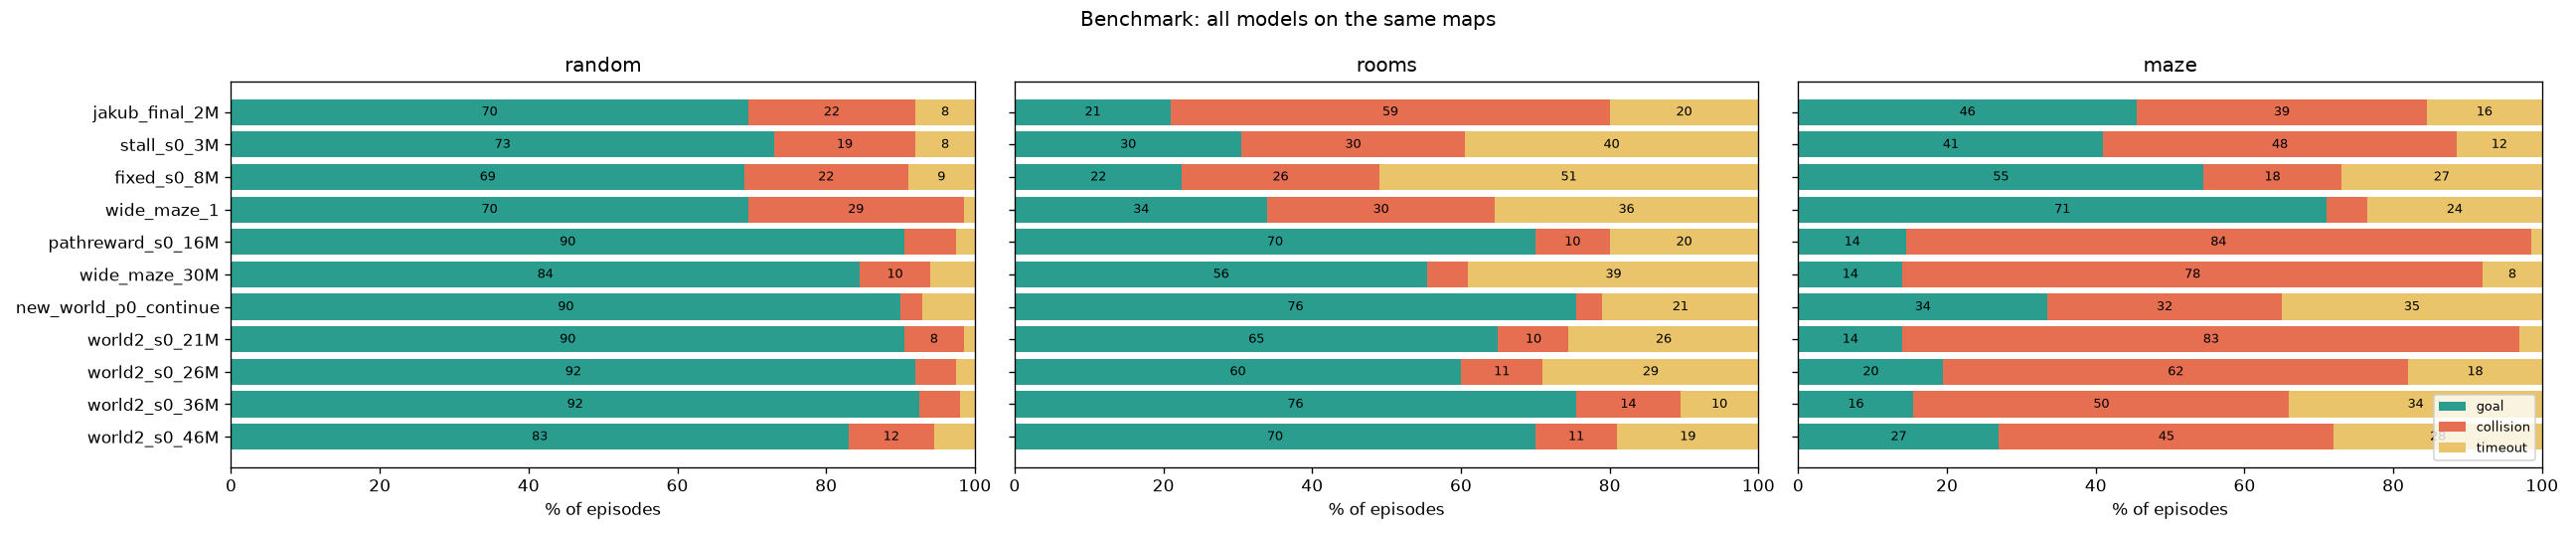 Benchmark: all models on the same maps
random
rooms
maze
jakub_final_2M 70 22 8 21 59 20 46 39 16
stall_s0_3M 73 19 8 30 30 40 41 48 12
fixed_s0_8M 69 22 9 22 26 51 55 18 27
wide_maze_1 70 29 34 30 36 71 24
pathreward_s0_16M 90 70 10 20 14 84
wide_maze_30M 84 10 56 39 14 78 8
new_world_p0_continue 90 76 21 34 32 35
world2_s0_21M 90 8 65 10 26 14 83
world2_s0_26M 92 60 11 29 20 62 18
world2_s0_36M 92 76 14 10 16 50 34
world2_s0_46M 83 12 70 11 19 27 45 28
goal
collision
timeout
0 20 40 60 80 100
0 20 40 60 80 100
0 20 40 60 80 100
% of episodes
% of episodes
% of episodes